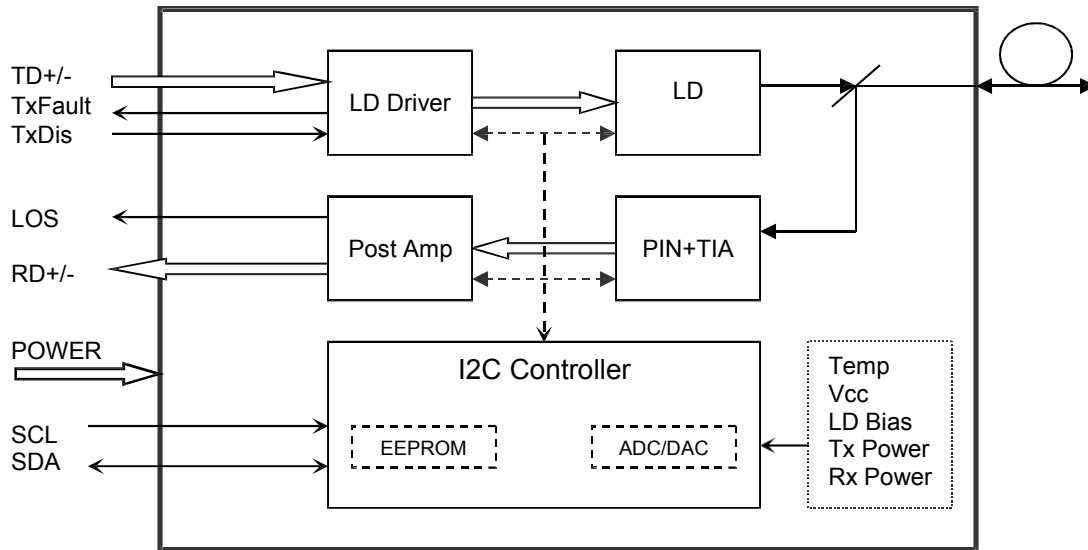 TD+/-
TxFault
TxDis
LD Driver
LD
LOS
RD+/-
Post Amp
PIN+TIA
POWER
SCL
SDA
I2C Controller
EEPROM
ADC/DAC
Temp
Vcc
LD Bias
Tx Power
Rx Power